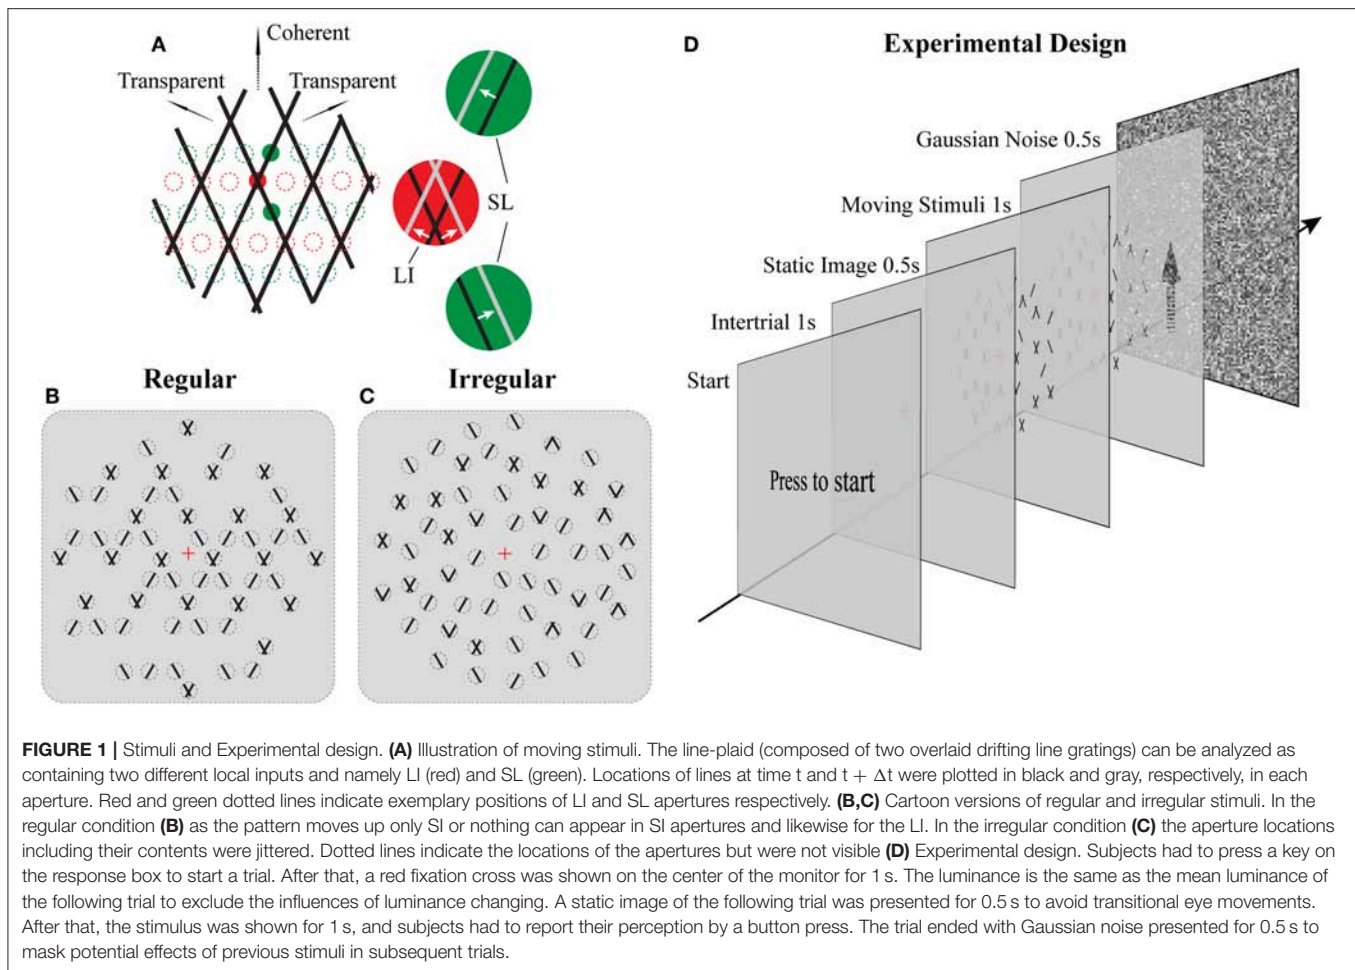 A
Coherent
Transparent
Transparent
SL
LI
D
Experimental Design
Gaussian Noise 0.5s
Moving Stimuli 1s
Static Image 0.5s
Intertrial 1s
Start
Press to start
B
Regular
C
Irregular
FIGURE 1 | Stimuli and Experimental design. (A) Illustration of moving stimuli. The line-plaid (composed of two overlaid drifting line gratings) can be analyzed as
containing two different local inputs and namely LI (red) and SL (green). Locations of lines at time t and t + Δt were plotted in black and gray, respectively, in each
aperture. Red and green dotted lines indicate exemplary positions of LI and SL apertures respectively. (B,C) Cartoon versions of regular and irregular stimuli. In the
regular condition (B) as the pattern moves up only SI or nothing can appear in SI apertures and likewise for the LI. In the irregular condition (C) the aperture locations
including their contents were jittered. Dotted lines indicate the locations of the apertures but were not visible (D) Experimental design. Subjects had to press a key on
the response box to start a trial. After that, a red fixation cross was shown on the center of the monitor for 1 s. The luminance is the same as the mean luminance of
the following trial to exclude the influences of luminance changing. A static image of the following trial was presented for 0.5 s to avoid transitional eye movements.
After that, the stimulus was shown for 1 s, and subjects had to report their perception by a button press. The trial ended with Gaussian noise presented for 0.5 s to
mask potential effects of previous stimuli in subsequent trials.